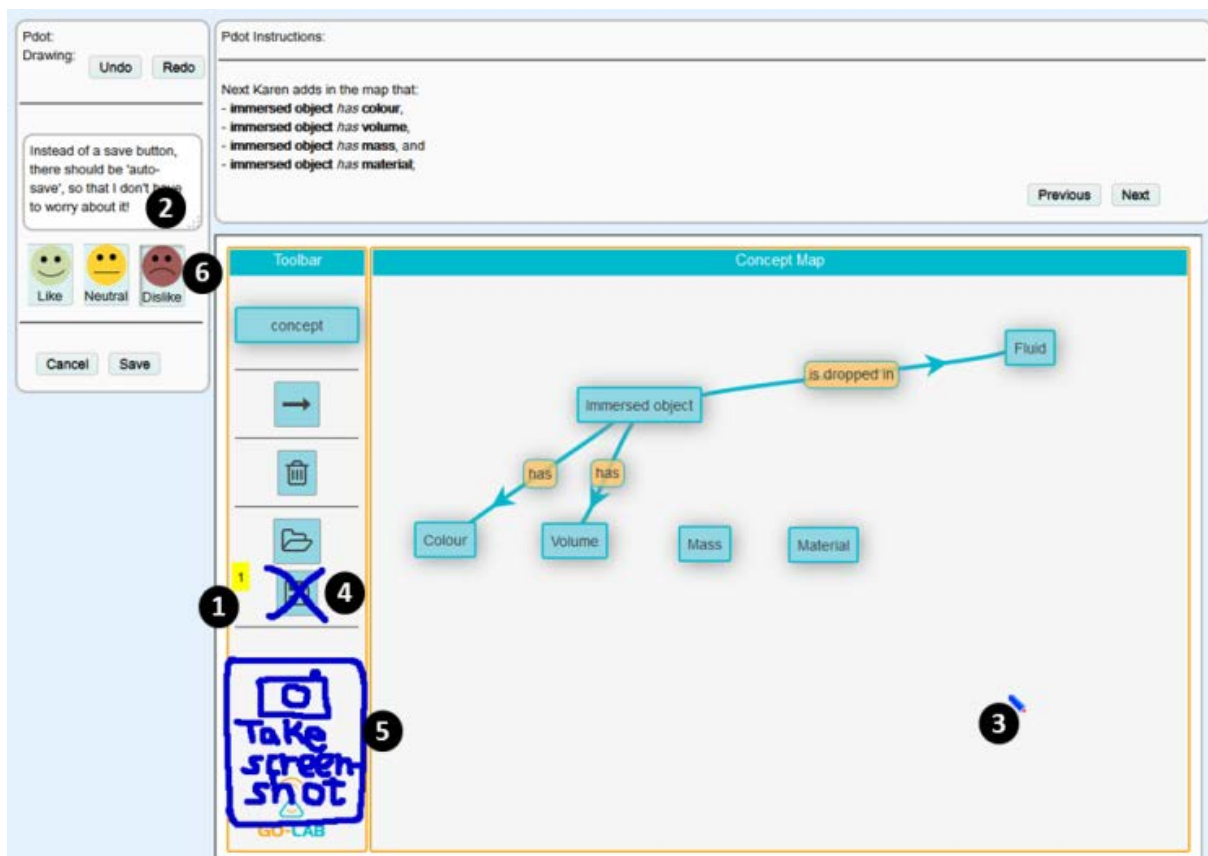 Pdot:
Drawing:
Undo Redo
Instead of a save button,
there should be 'auto-
save', so that I don't have
to worry about it!
2
6
Like Neutral Dislike
Cancel Save
Pdot Instructions:
Next Karen adds in the map that:
- immersed object has colour,
- immersed object has volume,
- immersed object has mass, and
- immersed object has material;
Previous Next
Toolbar
concept
1
1
4
Take
screen-
shot
5
GO-LAB
Concept Map
Fluid
is dropped in
Immersed object
has has
Colour Volume Mass Material
3